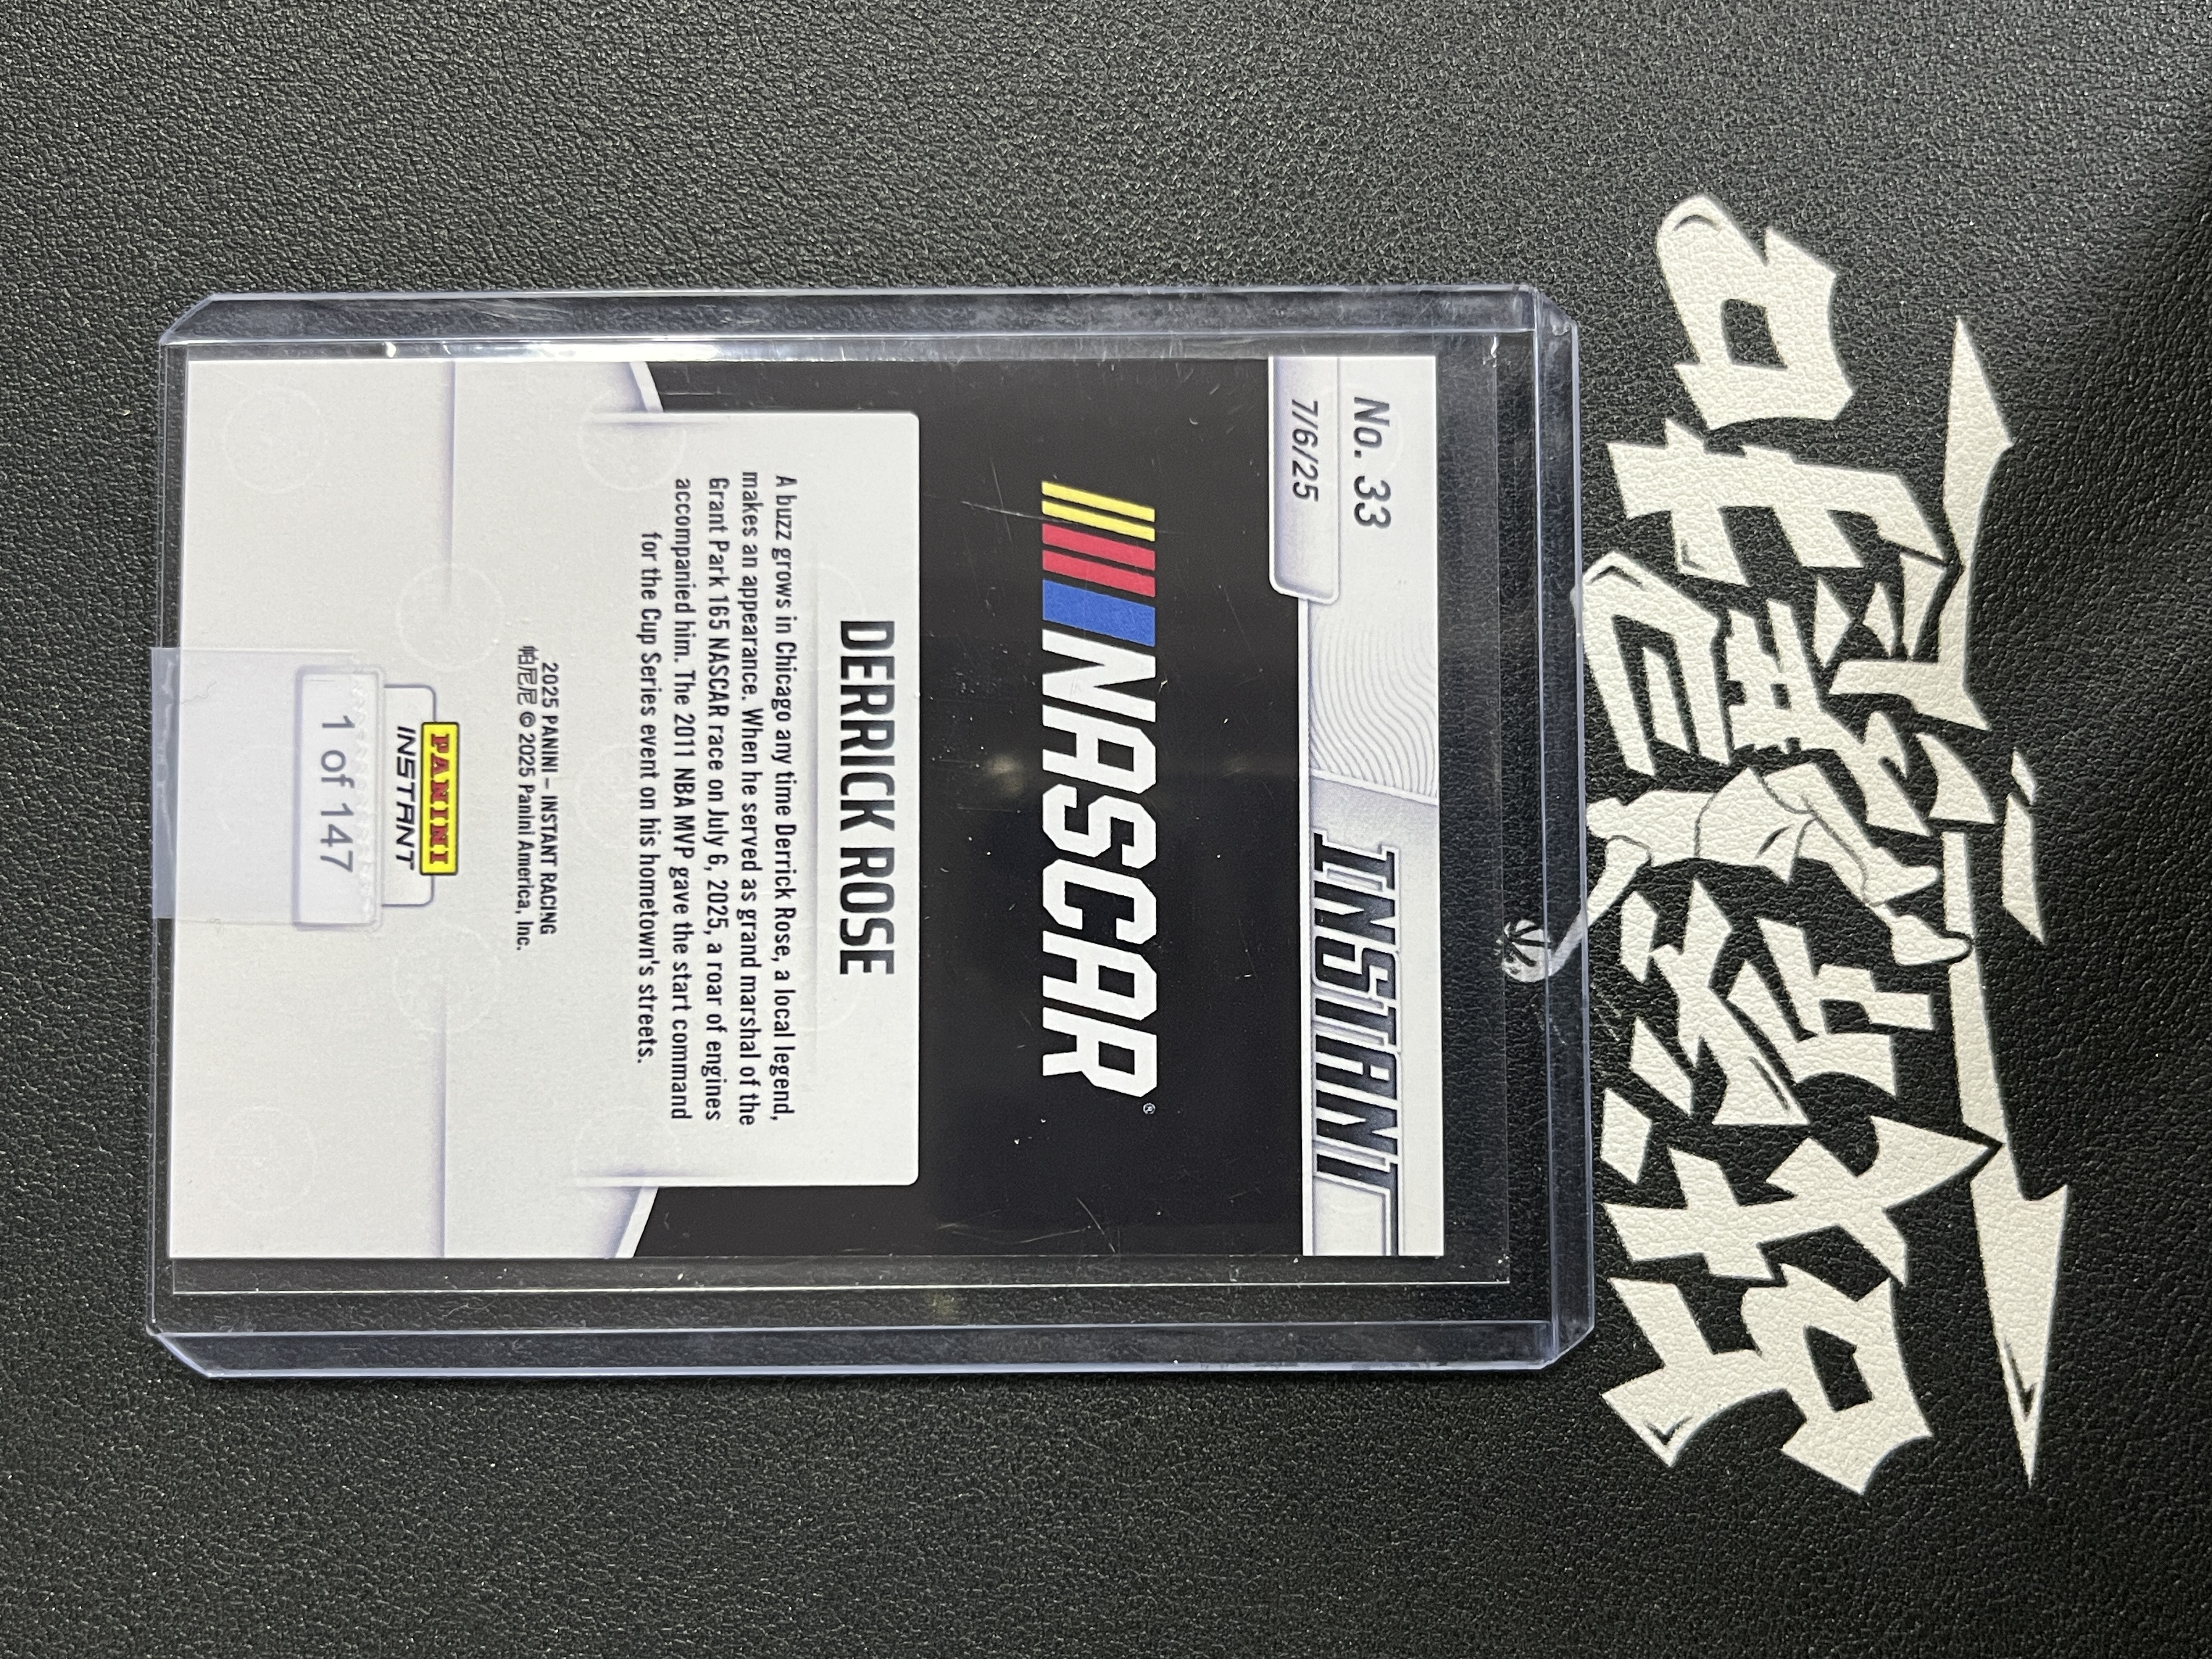 No. 33
7/6/25
INSTANT
NASCAR®
DERRICK ROSE
A buzz grows in Chicago any time Derrick Rose, a local legend,
makes an appearance. When he served as grand marshal of the
Grant Park 165 NASCAR race on July 6, 2025, a roar of engines
accompanied him. The 2011 NBA MVP gave the start command
for the Cup Series event on his hometown's streets.
2025 PANINI – INSTANT RACING
帕尼尼 © 2025 Panini America, Inc.
PANINI
INSTANT
1 of 147